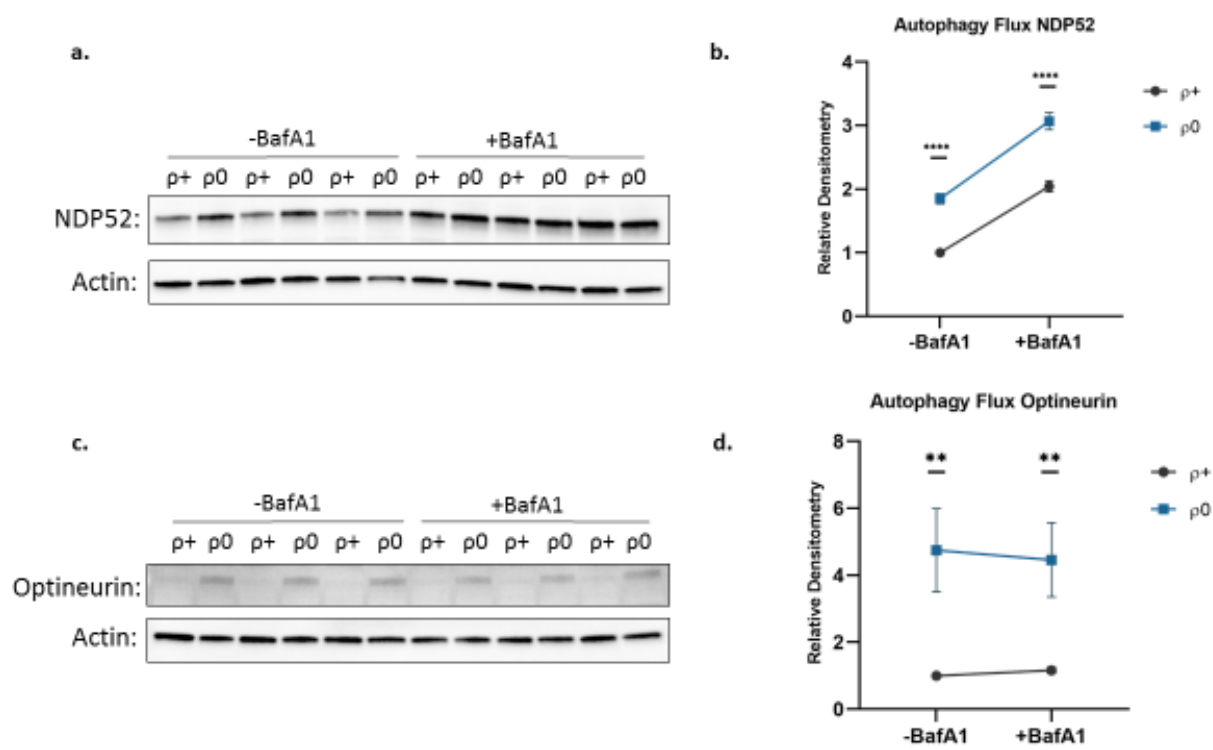 a.
-BafA1 +BafA1
ρ+ ρ0 ρ+ ρ0 ρ+ ρ0 ρ+ ρ0 ρ+ ρ0 ρ+ ρ0
NDP52:
Actin:
b.
Autophagy Flux NDP52
Relative Densitometry
4
3
2
1
0
**** ****
-BafA1 +BafA1
ρ+
ρ0
c.
-BafA1 +BafA1
ρ+ ρ0 ρ+ ρ0 ρ+ ρ0 ρ+ ρ0 ρ+ ρ0 ρ+ ρ0
Optineurin:
Actin:
d.
Autophagy Flux Optineurin
Relative Densitometry
8
6
4
2
0
** **
-BafA1 +BafA1
ρ+
ρ0